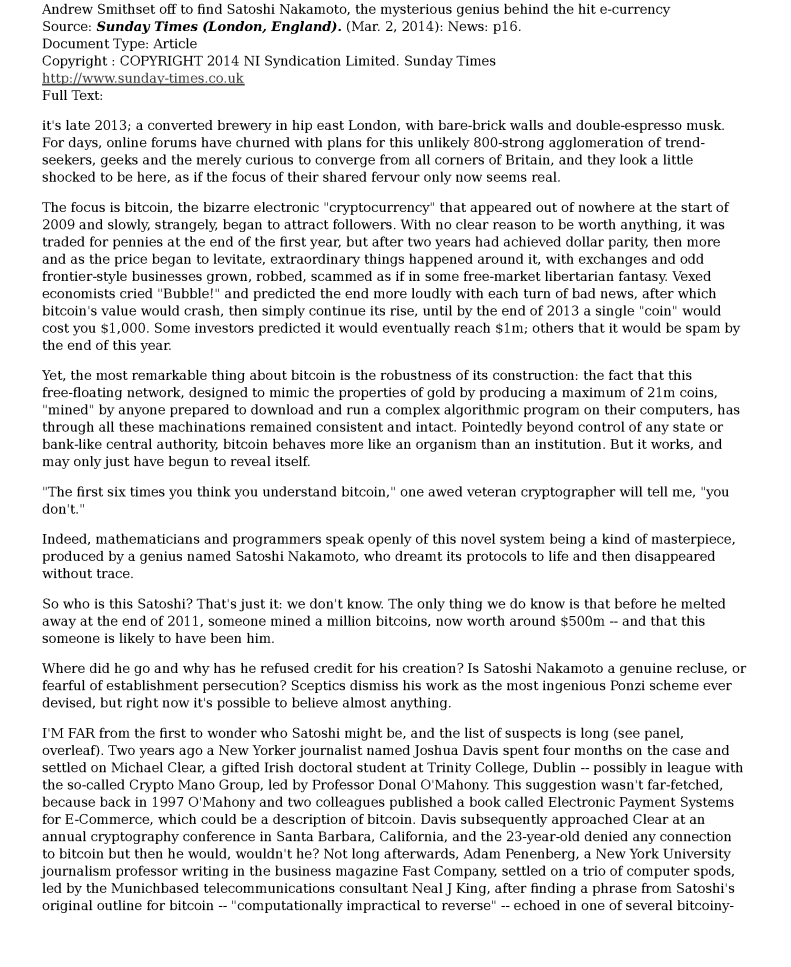 Andrew Smithset off to find Satoshi Nakamoto, the mysterious genius behind the hit e-currency
Source: Sunday Times (London, England). (Mar. 2, 2014): News: p16.
Document Type: Article
Copyright : COPYRIGHT 2014 NI Syndication Limited. Sunday Times
http://www.sunday-times.co.uk
Full Text:
it's late 2013; a converted brewery in hip east London, with bare-brick walls and double-espresso musk.
For days, online forums have churned with plans for this unlikely 800-strong agglomeration of trend-
seekers, geeks and the merely curious to converge from all corners of Britain, and they look a little
shocked to be here, as if the focus of their shared fervour only now seems real.
The focus is bitcoin, the bizarre electronic "cryptocurrency" that appeared out of nowhere at the start of
2009 and slowly, strangely, began to attract followers. With no clear reason to be worth anything, it was
traded for pennies at the end of the first year, but after two years had achieved dollar parity, then more
and as the price began to levitate, extraordinary things happened around it, with exchanges and odd
frontier-style businesses grown, robbed, scammed as if in some free-market libertarian fantasy. Vexed
economists cried "Bubble!" and predicted the end more loudly with each turn of bad news, after which
bitcoin's value would crash, then simply continue its rise, until by the end of 2013 a single "coin" would
cost you $1,000. Some investors predicted it would eventually reach $1m; others that it would be spam by
the end of this year.
Yet, the most remarkable thing about bitcoin is the robustness of its construction: the fact that this
free-floating network, designed to mimic the properties of gold by producing a maximum of 21m coins,
"mined" by anyone prepared to download and run a complex algorithmic program on their computers, has
through all these machinations remained consistent and intact. Pointedly beyond control of any state or
bank-like central authority, bitcoin behaves more like an organism than an institution. But it works, and
may only just have begun to reveal itself.
"The first six times you think you understand bitcoin," one awed veteran cryptographer will tell me, "you
don't."
Indeed, mathematicians and programmers speak openly of this novel system being a kind of masterpiece,
produced by a genius named Satoshi Nakamoto, who dreamt its protocols to life and then disappeared
without trace.
So who is this Satoshi? That's just it: we don't know. The only thing we do know is that before he melted
away at the end of 2011, someone mined a million bitcoins, now worth around $500m -- and that this
someone is likely to have been him.
Where did he go and why has he refused credit for his creation? Is Satoshi Nakamoto a genuine recluse, or
fearful of establishment persecution? Sceptics dismiss his work as the most ingenious Ponzi scheme ever
devised, but right now it's possible to believe almost anything.
I'M FAR from the first to wonder who Satoshi might be, and the list of suspects is long (see panel,
overleaf). Two years ago a New Yorker journalist named Joshua Davis spent four months on the case and
settled on Michael Clear, a gifted Irish doctoral student at Trinity College, Dublin -- possibly in league with
the so-called Crypto Mano Group, led by Professor Donal O'Mahony. This suggestion wasn't far-fetched,
because back in 1997 O'Mahony and two colleagues published a book called Electronic Payment Systems
for E-Commerce, which could be a description of bitcoin. Davis subsequently approached Clear at an
annual cryptography conference in Santa Barbara, California, and the 23-year-old denied any connection
to bitcoin but then he would, wouldn't he? Not long afterwards, Adam Penenberg, a New York University
journalism professor writing in the business magazine Fast Company, settled on a trio of computer spods,
led by the Munichbased telecommunications consultant Neal J King, after finding a phrase from Satoshi's
original outline for bitcoin -- "computationally impractical to reverse" -- echoed in one of several bitcoiny-